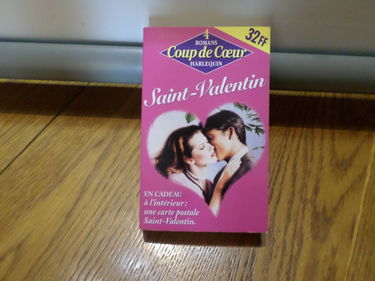 4
ROMANS
Coup de Cœur
HARLEQUIN
32FF
Saint-Valentin
EN CADEAU
à l'intérieur :
une carte postale
Saint-Valentin.